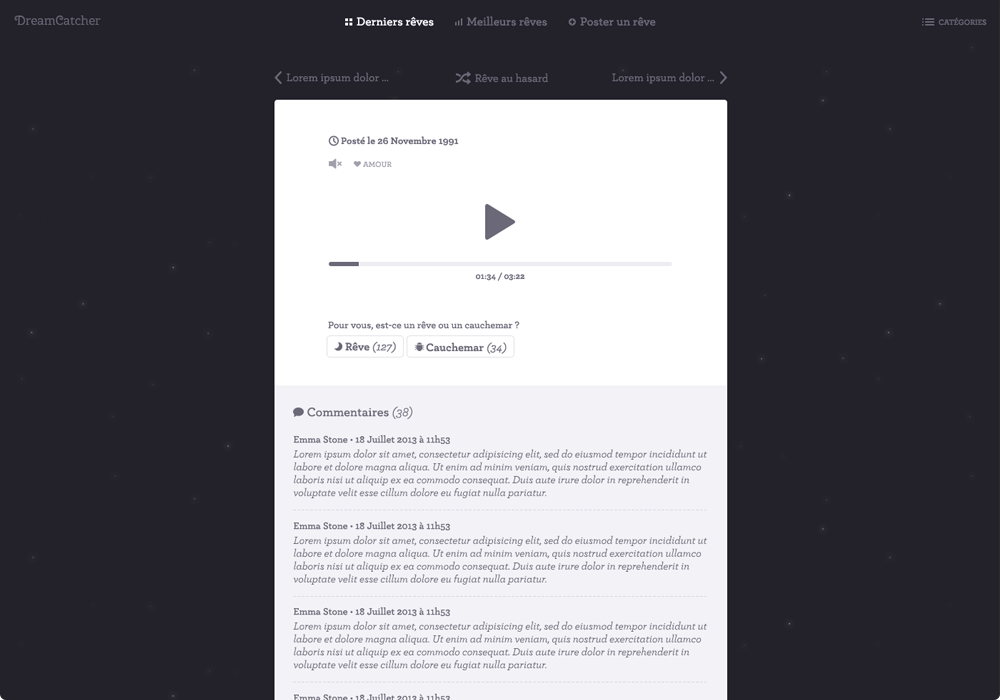 DreamCatcher
Derniers rêves
Meilleurs rêves
Poster un rêve
CATÉGORIES
Lorem ipsum dolor ...
Rêve au hasard
Lorem ipsum dolor ...
Posté le 26 Novembre 1991
AMOUR
01:34 / 03:22
Pour vous, est-ce un rêve ou un cauchemar ?
Rêve (127)
Cauchemar (34)
Commentaires (38)
Emma Stone • 18 Juillet 2013 à 11h53
Lorem ipsum dolor sit amet, consectetur adipisicing elit, sed do eiusmod tempor incididunt ut
labore et dolore magna aliqua. Ut enim ad minim veniam, quis nostrud exercitation ullamco
laboris nisi ut aliquip ex ea commodo consequat. Duis aute irure dolor in reprehenderit in
voluptate velit esse cillum dolore eu fugiat nulla pariatur.
Emma Stone • 18 Juillet 2013 à 11h53
Lorem ipsum dolor sit amet, consectetur adipisicing elit, sed do eiusmod tempor incididunt ut
labore et dolore magna aliqua. Ut enim ad minim veniam, quis nostrud exercitation ullamco
laboris nisi ut aliquip ex ea commodo consequat. Duis aute irure dolor in reprehenderit in
voluptate velit esse cillum dolore eu fugiat nulla pariatur.
Emma Stone • 18 Juillet 2013 à 11h53
Lorem ipsum dolor sit amet, consectetur adipisicing elit, sed do eiusmod tempor incididunt ut
labore et dolore magna aliqua. Ut enim ad minim veniam, quis nostrud exercitation ullamco
laboris nisi ut aliquip ex ea commodo consequat. Duis aute irure dolor in reprehenderit in
voluptate velit esse cillum dolore eu fugiat nulla pariatur.
Emma Stone • 18 Juillet 2013 à 11h53